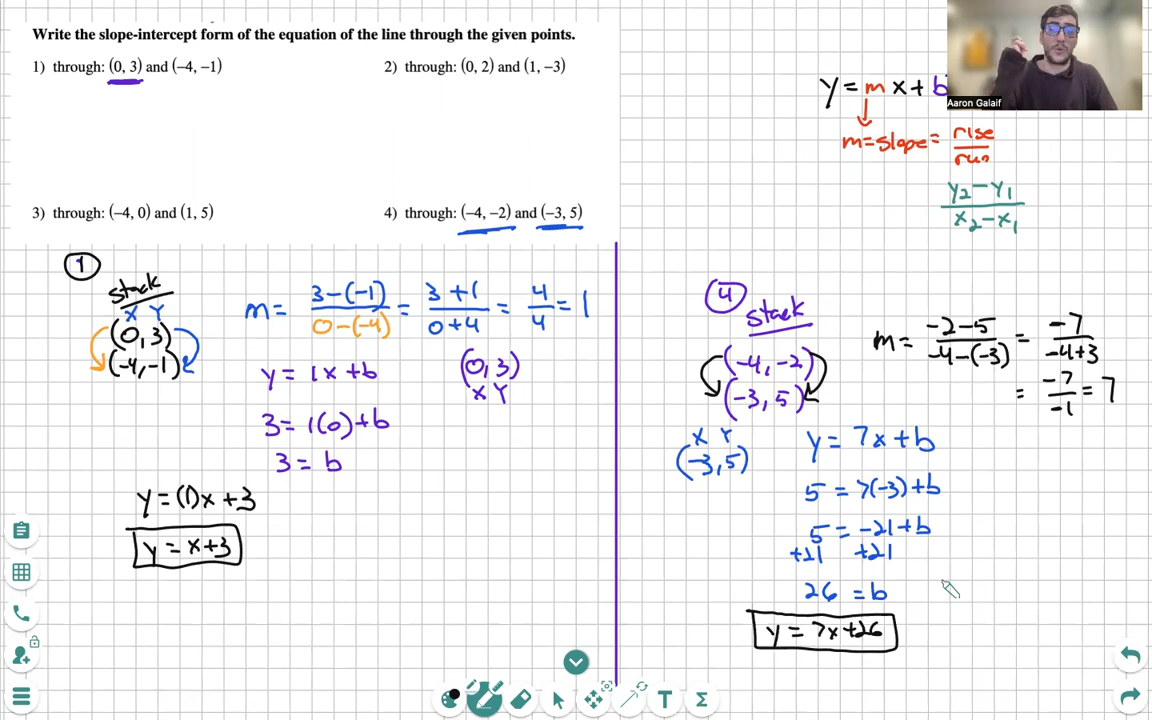 Write the slope-intercept form of the equation of the line through the given points.
1) through: (0, 3) and (−4, −1)
2) through: (0, 2) and (1, −3)
3) through: (−4, 0) and (1, 5)
4) through: (−4, −2) and (−3, 5)
y = mx + b
m = slope = rise/run
Y2 − Y1 / X2 − X1
Aaron Galaif
1
stack
X Y
(0, 3)
(−4, −1)
m = 3−(−1) / 0−(−4) = 3+1 / 0+4 = 4/4 = 1
y = 1x + b
(0, 3)
X Y
3 = 1(0) + b
3 = b
y = (1)x + 3
y = x + 3
4
stack
(−4, −2)
(−3, 5)
m = −2−5 / −4−(−3) = −7 / −4+3
= −7 / −1 = 7
X Y
(−3, 5)
y = 7x + b
5 = 7(−3) + b
5 = −21 + b
+21 +21
26 = b
y = 7x + 26
T
Σ